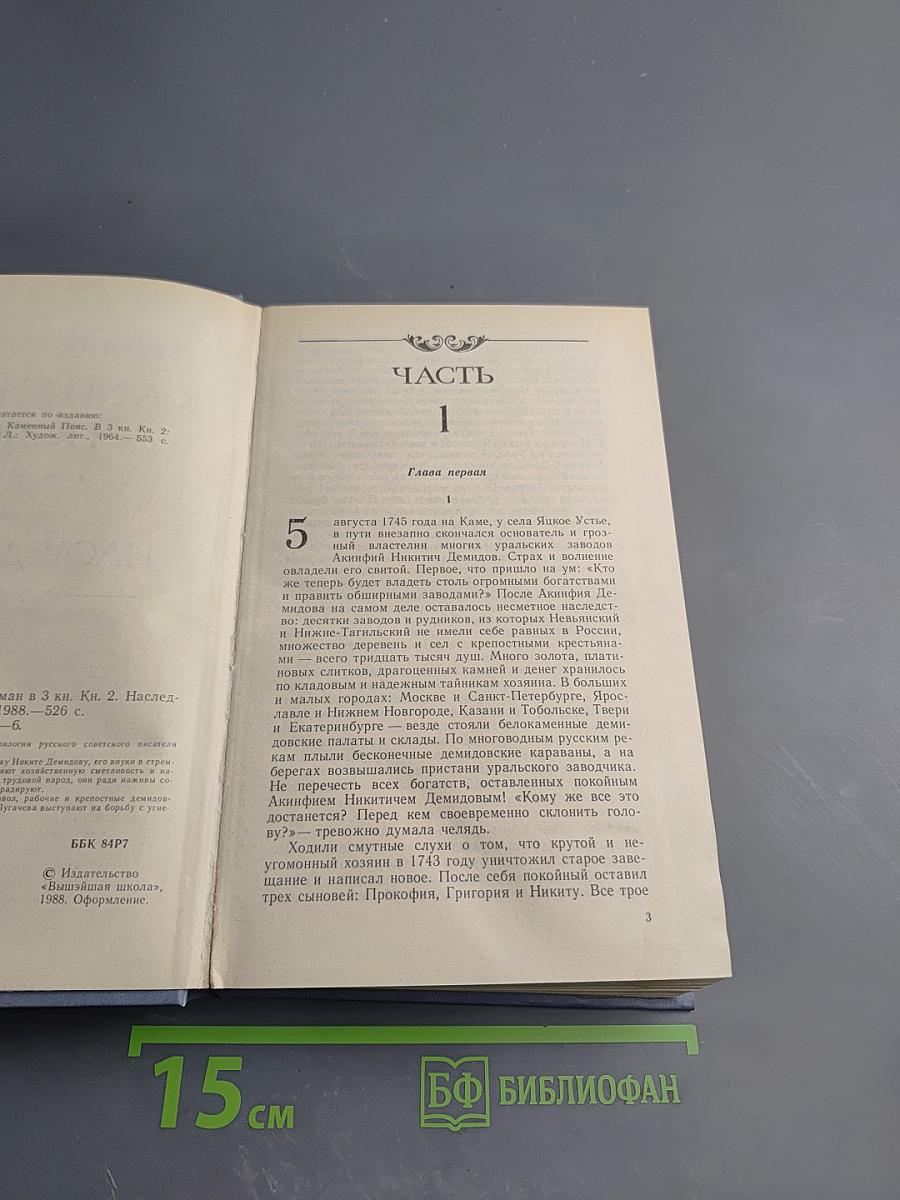 атается по изданию:
Каменный Пояс. В 3 кн. Кн. 2:
Л.: Худож. лит., 1964.— 553 с.
ман в 3 кн. Кн. 2. Наслед-
1988.—526 с.
—6.
рилогии русского советского писателя
ку Никите Демидову, его внуки в стрем-
яют хозяйственную сметливость и на-
трудовой народ, они ради наживы со-
радируют.
вол, рабочие и крепостные демидов-
Пугачева выступают на борьбу с угне-
ББК 84Р7
© Издательство
«Вышэйшая школа»,
1988. Оформление.
ЧАСТЬ
1
Глава первая
1
5 августа 1745 года на Каме, у села Яцкое Устье,
в пути внезапно скончался основатель и гроз-
ный властелин многих уральских заводов
Акинфий Никитич Демидов. Страх и волнение
овладели его свитой. Первое, что пришло на ум: «Кто
же теперь будет владеть столь огромными богатствами
и править обширными заводами?» После Акинфия Де-
мидова на самом деле оставалось несметное наследст-
во: десятки заводов и рудников, из которых Невьянский
и Нижне-Тагильский не имели себе равных в России,
множество деревень и сел с крепостными крестьяна-
ми — всего тридцать тысяч душ. Много золота, плати-
новых слитков, драгоценных камней и денег хранилось
по кладовым и надежным тайникам хозяина. В больших
и малых городах: Москве и Санкт-Петербурге, Ярос-
лавле и Нижнем Новгороде, Казани и Тобольске, Твери
и Екатеринбурге — везде стояли белокаменные деми-
довские палаты и склады. По многоводным русским ре-
кам плыли бесконечные демидовские караваны, а на
берегах возвышались пристани уральского заводчика.
Не перечесть всех богатств, оставленных покойным
Акинфием Никитичем Демидовым! «Кому же все это
достанется? Перед кем своевременно склонить голо-
ву?»— тревожно думала челядь.
Ходили смутные слухи о том, что крутой и не-
угомонный хозяин в 1743 году уничтожил старое заве-
щание и написал новое. После себя покойный оставил
трех сыновей: Прокофия, Григория и Никиту. Все трое
3
15 см
БФ БИБЛИОФАН